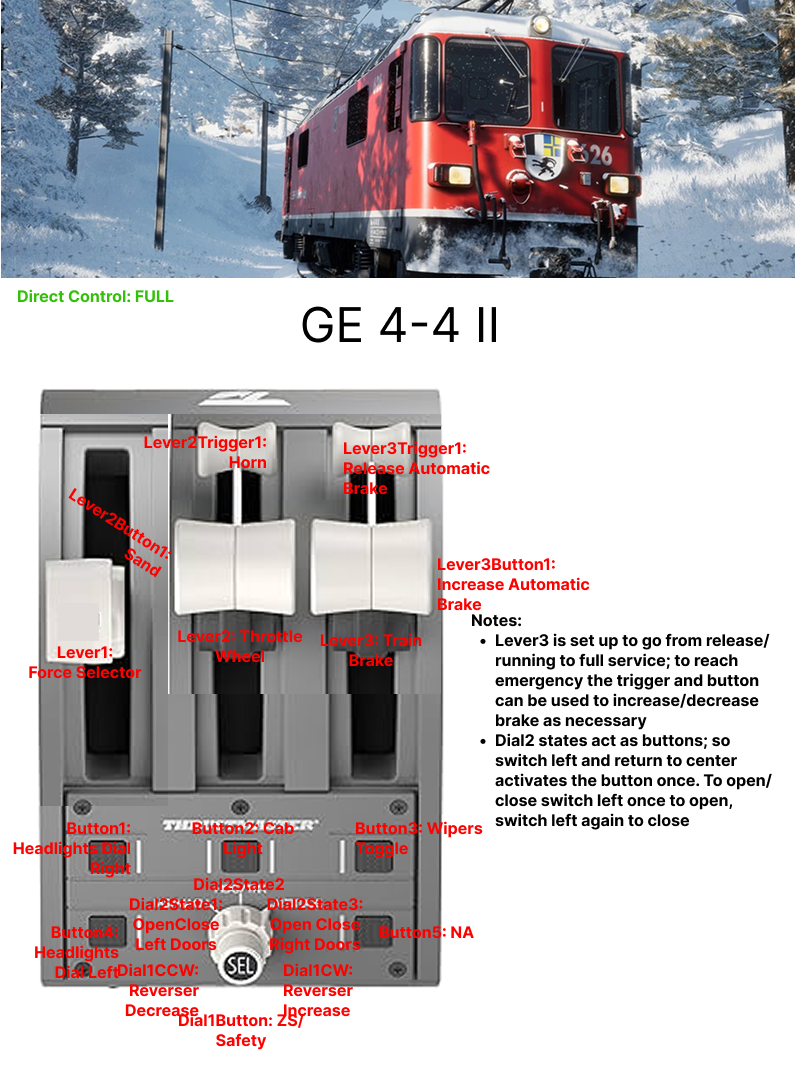 626
Direct Control: FULL
GE 4-4 II
Lever2Trigger1:
Horn
Lever3Trigger1:
Release Automatic
Brake
Lever2Button1:
Sand
Lever3Button1:
Increase Automatic
Brake
Lever1:
Force Selector
Lever2: Throttle
Wheel
Lever3: Train
Brake
Notes:
• Lever3 is set up to go from release/
running to full service; to reach
emergency the trigger and button
can be used to increase/decrease
brake as necessary
• Dial2 states act as buttons; so
switch left and return to center
activates the button once. To open/
close switch left once to open,
switch left again to close
THRUSTMASTER
Button1:
Headlights Dial
Right
Button2: Cab
Light
Button3: Wipers
Toggle
Dial2State2
Dial2State1:
OpenClose
Left Doors
Dial2State3:
Open Close
Right Doors
Button4:
Headlights
Dial Left
Button5: NA
SEL
Dial1CCW:
Reverser
Decrease
Dial1CW:
Reverser
Increase
Dial1Button: ZS/
Safety